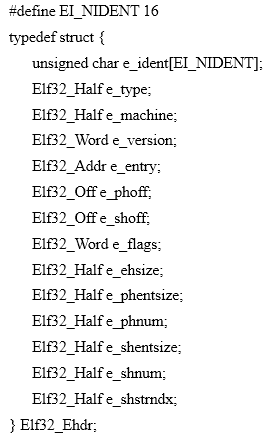 #define EI_NIDENT 16
typedef struct {
unsigned char e_ident[EI_NIDENT];
Elf32_Half e_type;
Elf32_Half e_machine;
Elf32_Word e_version;
Elf32_Addr e_entry;
Elf32_Off e_phoff;
Elf32_Off e_shoff;
Elf32_Word e_flags;
Elf32_Half e_ehsize;
Elf32_Half e_phentsize;
Elf32_Half e_phnum;
Elf32_Half e_shentsize;
Elf32_Half e_shnum;
Elf32_Half e_shstrndx;
} Elf32_Ehdr;